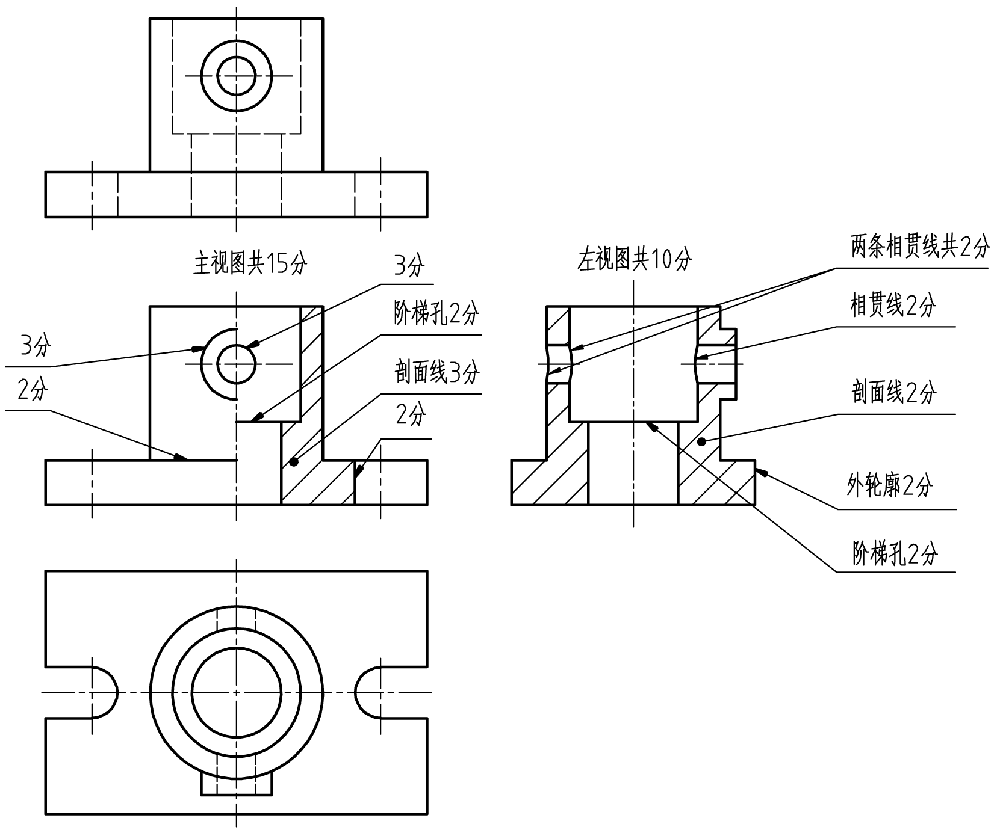 主视图共15分
3分
阶梯孔2分
3分
剖面线3分
2分
2分
左视图共10分
两条相贯线共2分
相贯线2分
剖面线2分
外轮廓2分
阶梯孔2分